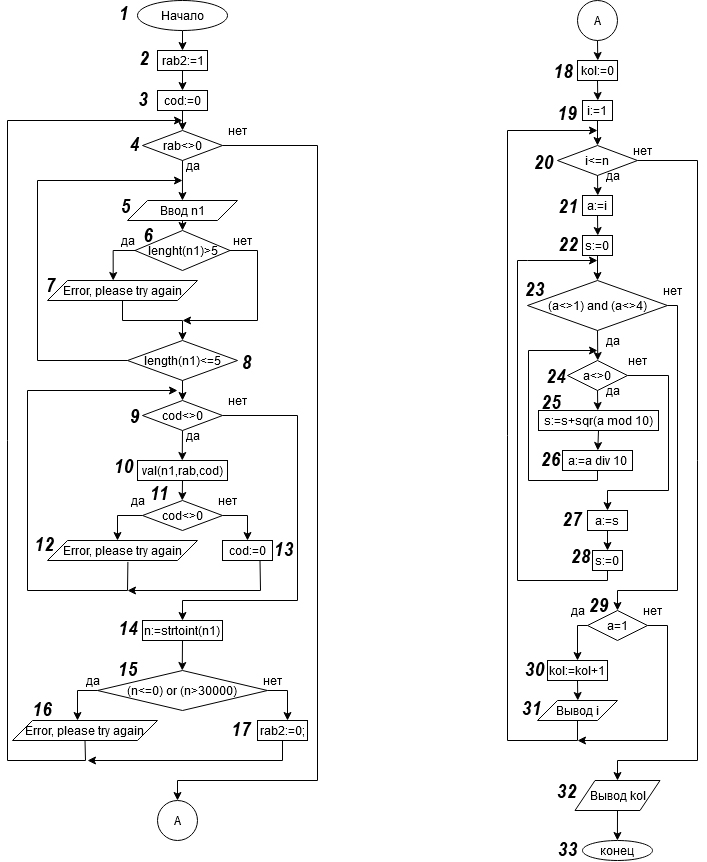 1 Начало
2 rab2:=1
3 cod:=0
4 rab<>0 нет
да
5 Ввод n1
6
да lenght(n1)>5 нет
7 Error, please try again
length(n1)<=5 8
9 cod<>0 нет
да
10 val(n1,rab,cod)
11
да cod<>0 нет
12 Error, please try again cod:=0 13
14 n:=strtoint(n1)
15
да (n<=0) or (n>30000) нет
16
Error, please try again 17 rab2:=0;
A
A
18 kol:=0
19 i:=1
20 i<=n нет
да
21 a:=i
22 s:=0
23 (a<>1) and (a<>4) нет
да
24 a<>0 нет
да
25
s:=s+sqr(a mod 10)
26 a:=a div 10
27 a:=s
28 s:=0
29
да a=1 нет
30 kol:=kol+1
31 Вывод i
32 Вывод kol
33 конец